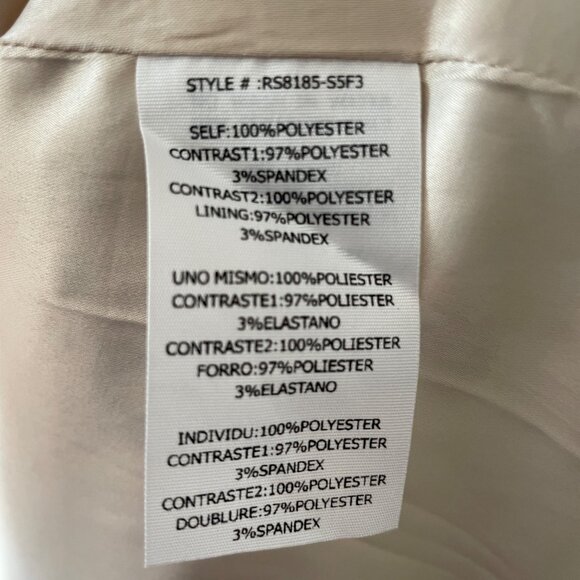 STYLE # :RS8185-S5F3
SELF:100%POLYESTER
CONTRAST1:97%POLYESTER
3%SPANDEX
CONTRAST2:100%POLYESTER
LINING:97%POLYESTER
3%SPANDEX
UNO MISMO:100%POLIESTER
CONTRASTE1:97%POLIESTER
3%ELASTANO
CONTRASTE2:100%POLIESTER
FORRO:97%POLIESTER
3%ELASTANO
INDIVIDU:100%POLYESTER
CONTRASTE1:97%POLYESTER
3%SPANDEX
CONTRASTE2:100%POLYESTER
DOUBLURE:97%POLYESTER
3%SPANDEX